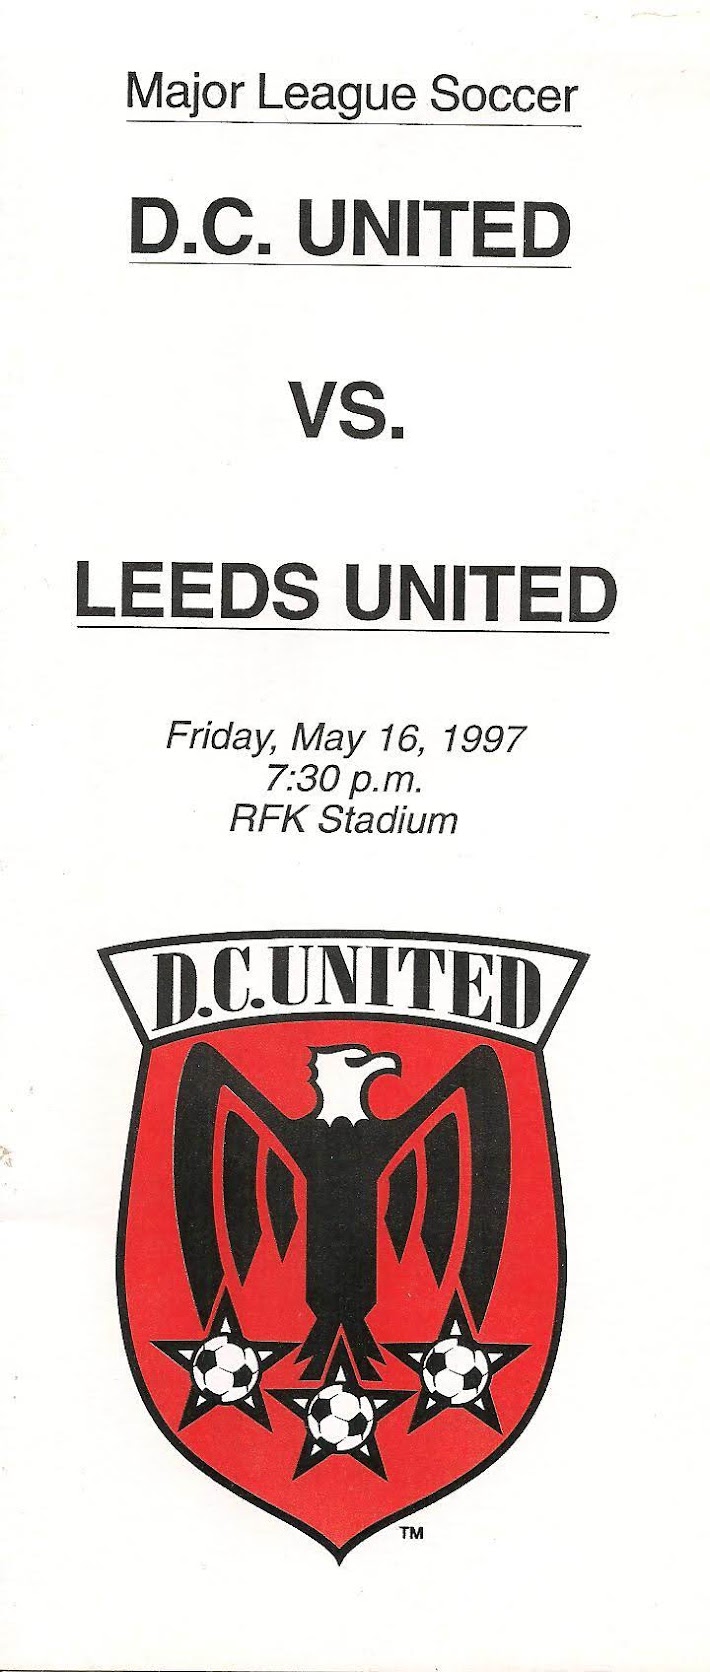 Major League Soccer
D.C. UNITED
VS.
LEEDS UNITED
Friday, May 16, 1997
7:30 p.m.
RFK Stadium
D.C.UNITED
TM